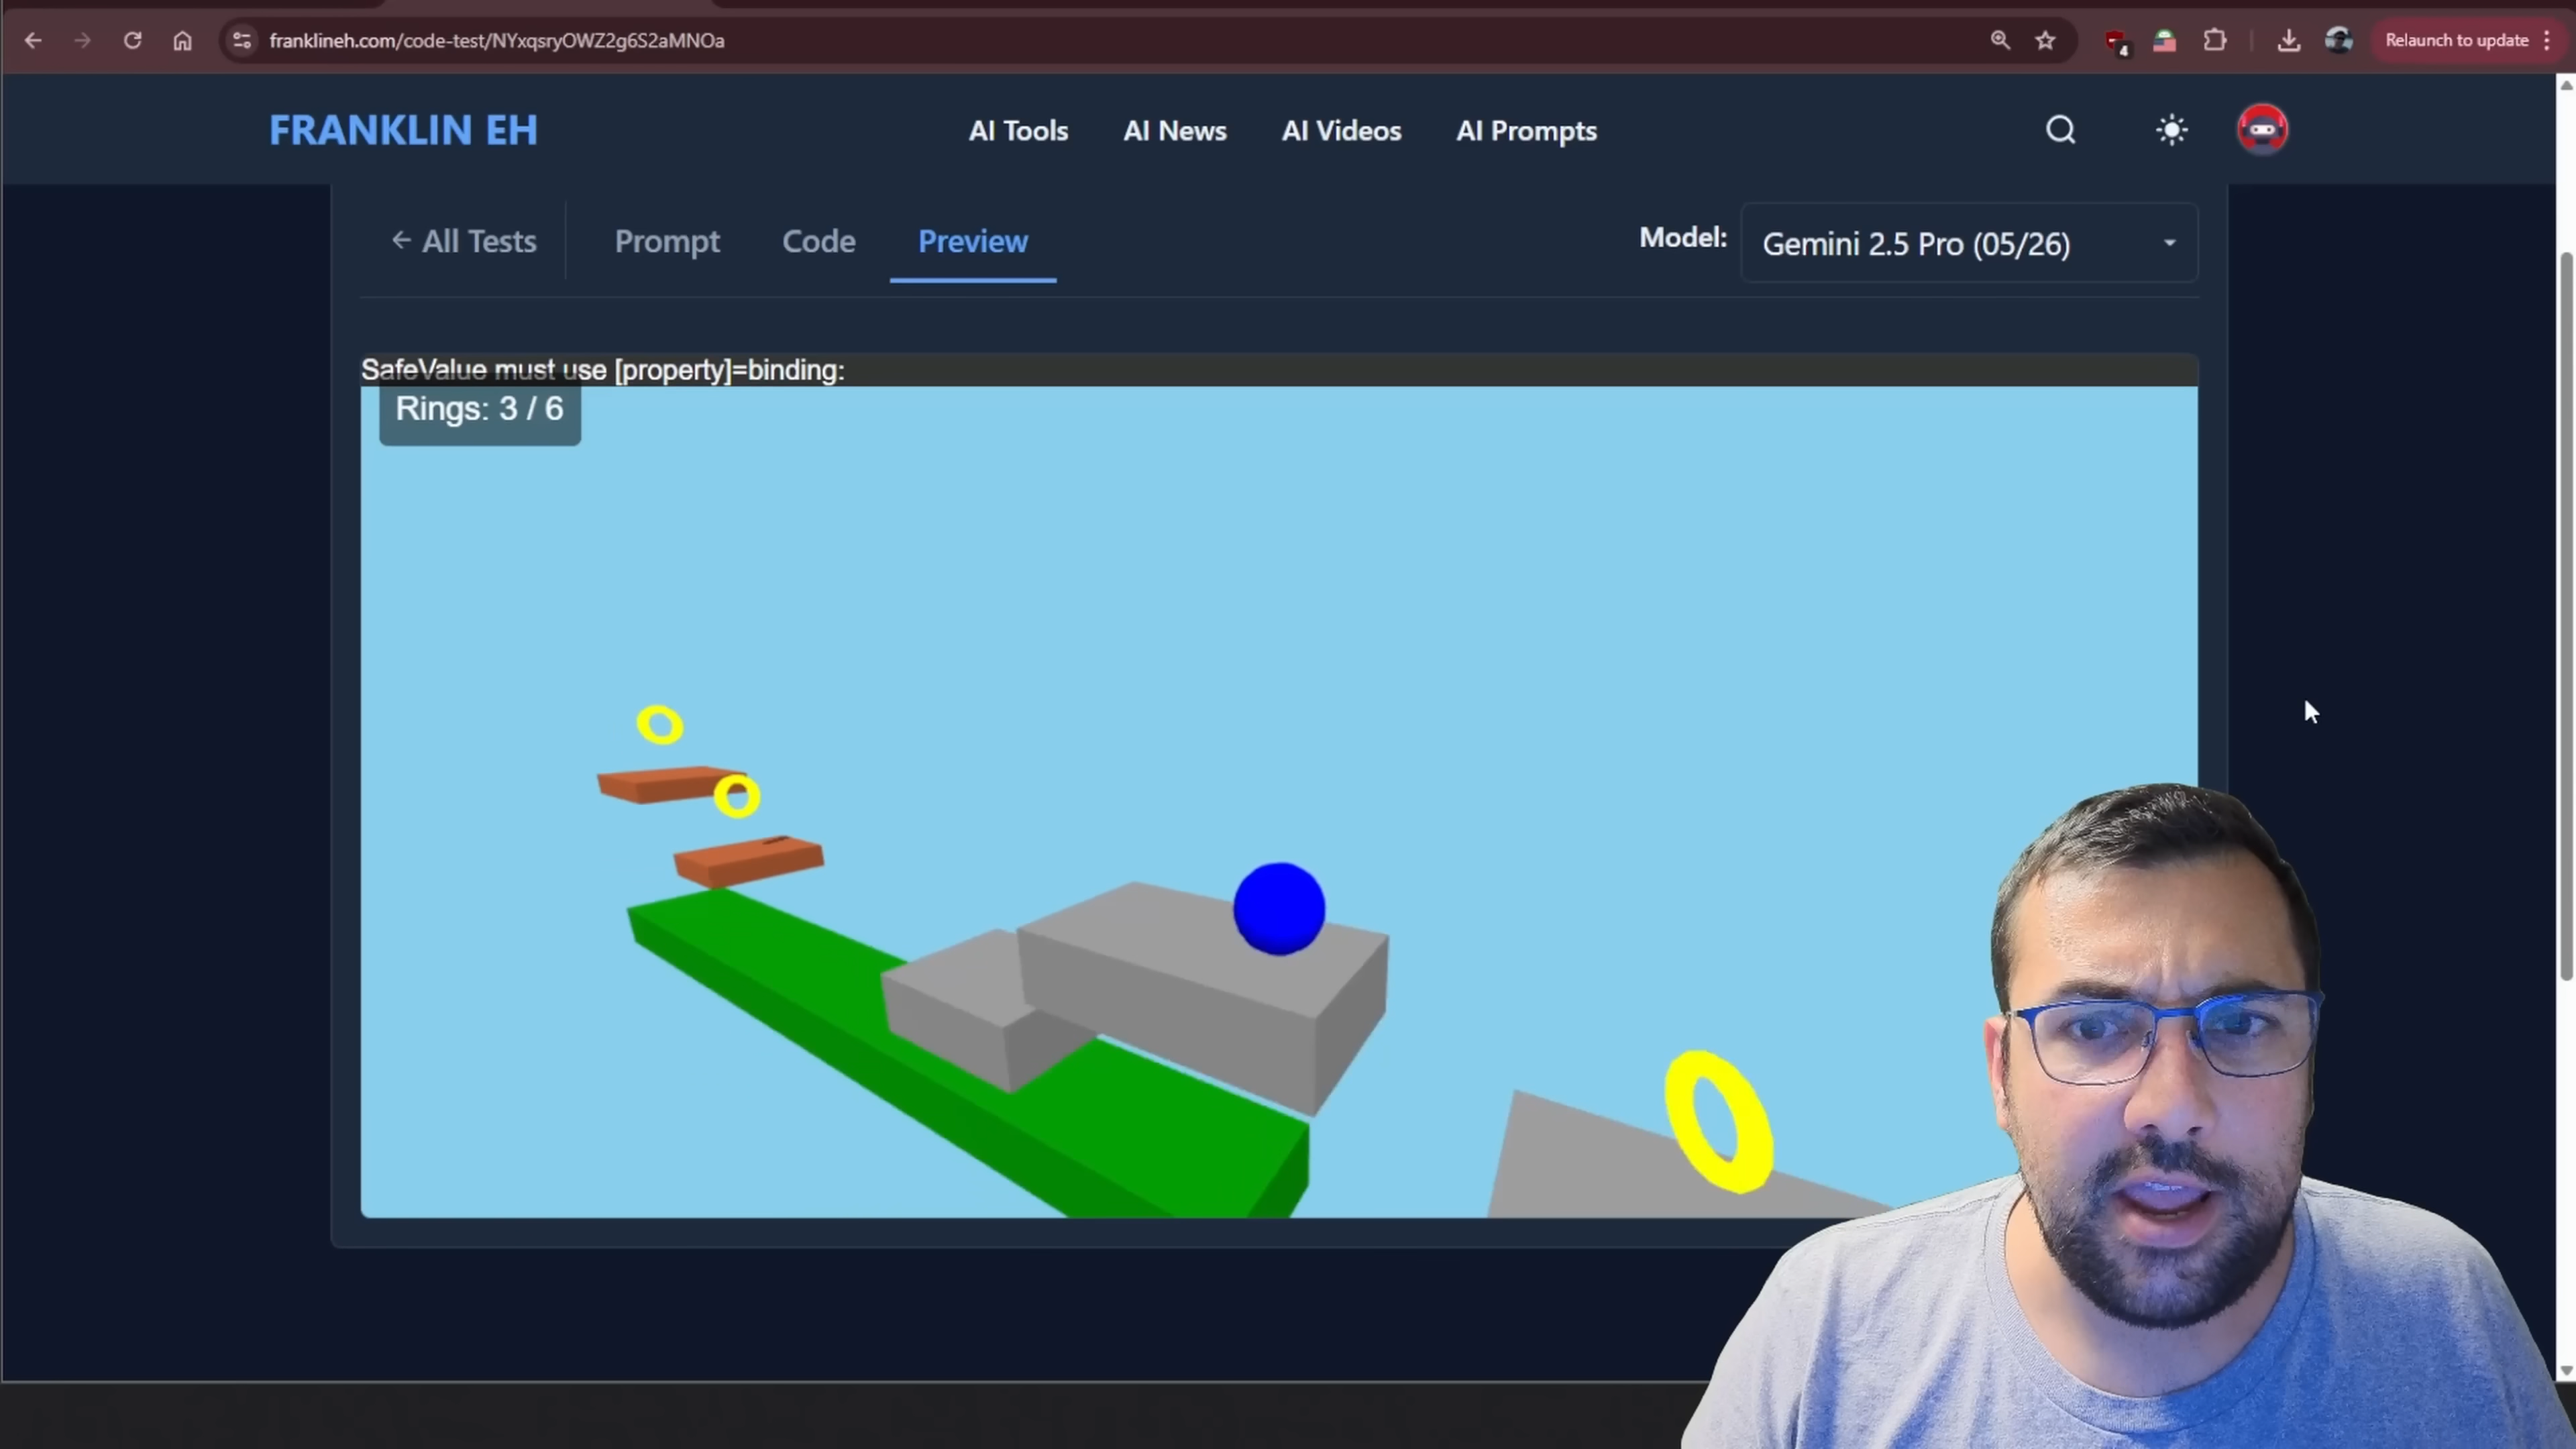 franklineh.com/code-test/NYxqsryOWZ2g6S2aMNOa
4
Relaunch to update
FRANKLIN EH
AI Tools
AI News
AI Videos
AI Prompts
← All Tests
Prompt
Code
Preview
Model:
Gemini 2.5 Pro (05/26)
SafeValue must use [property]=binding:
Rings: 3 / 6